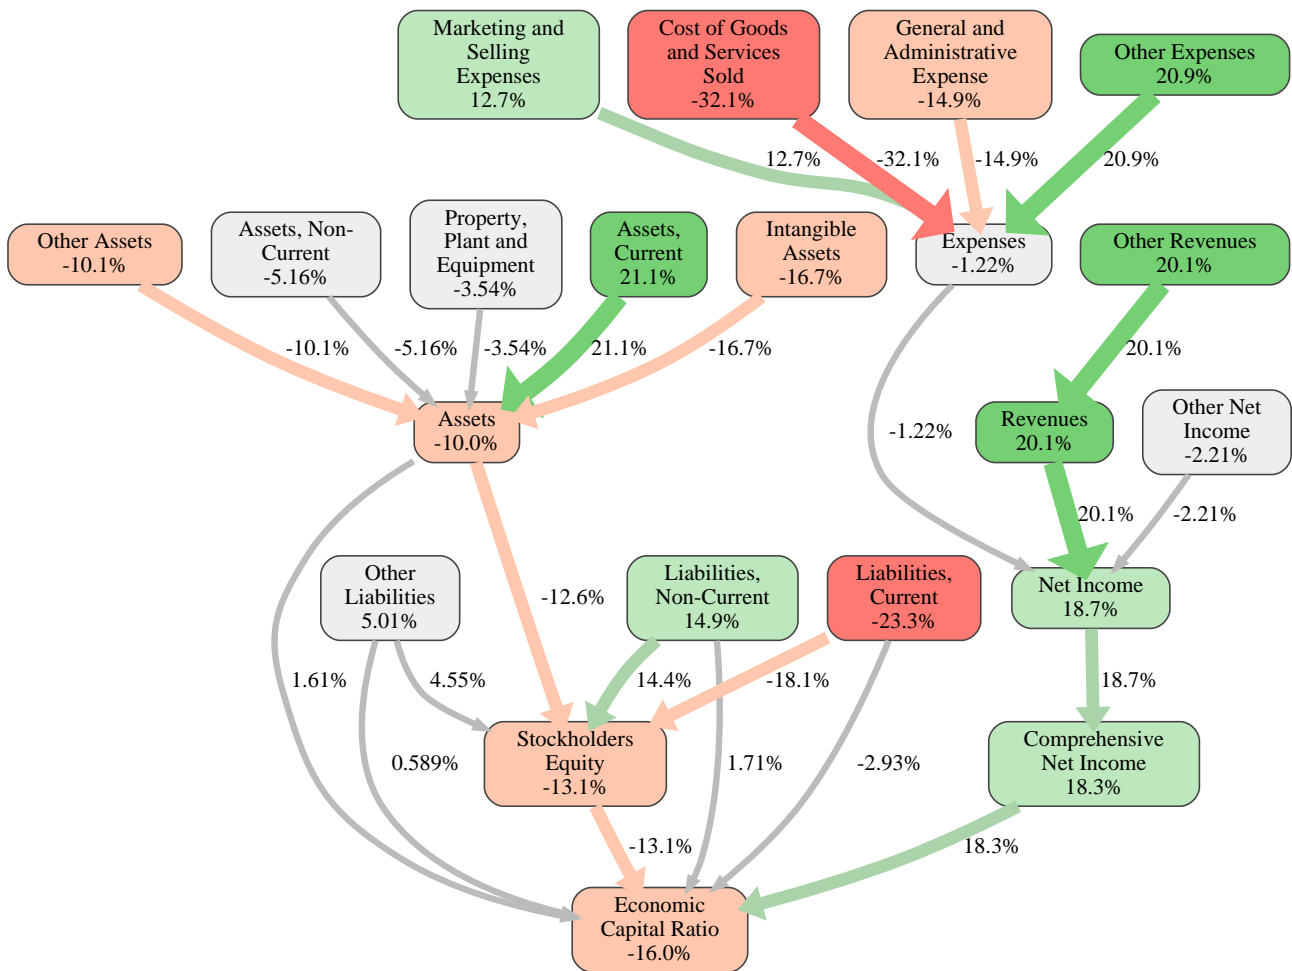 Marketing and
Selling
Expenses
12.7%
Cost of Goods
and Services
Sold
-32.1%
General and
Administrative
Expense
-14.9%
Other Expenses
20.9%
12.7%
-32.1%
-14.9%
20.9%
Other Assets
-10.1%
Assets, Non-
Current
-5.16%
Property,
Plant and
Equipment
-3.54%
Assets,
Current
21.1%
Intangible
Assets
-16.7%
Expenses
-1.22%
Other Revenues
20.1%
-10.1%
-5.16%
-3.54%
21.1%
-16.7%
20.1%
Assets
-10.0%
-1.22%
Revenues
20.1%
Other Net
Income
-2.21%
20.1%
-2.21%
Other
Liabilities
5.01%
-12.6%
Liabilities,
Non-Current
14.9%
Liabilities,
Current
-23.3%
Net Income
18.7%
1.61%
4.55%
14.4%
-18.1%
18.7%
0.589%
Stockholders
Equity
-13.1%
1.71%
-2.93%
Comprehensive
Net Income
18.3%
-13.1%
18.3%
Economic
Capital Ratio
-16.0%